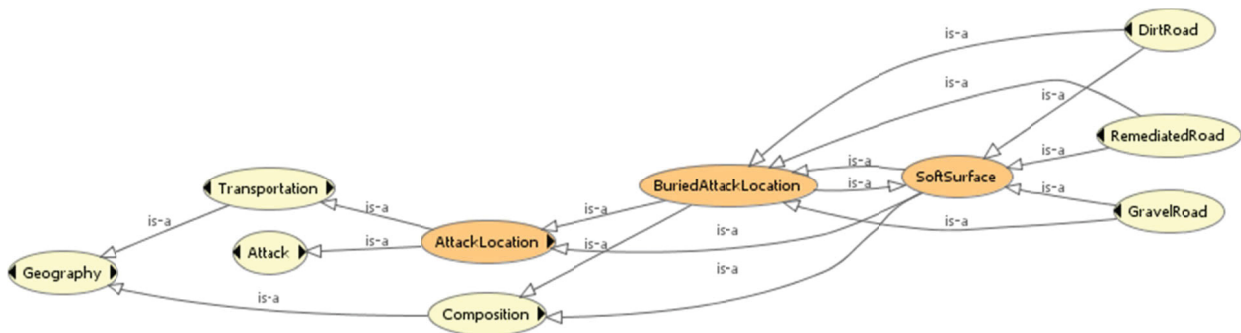 DirtRoad
is-a
is-a
is-a
RemediatedRoad
is-a
is-a
SoftSurface
Transportation
BuriedAttackLocation
is-a
is-a
is-a
is-a
GravelRoad
is-a
is-a
AttackLocation
is-a
is-a
Attack
Geography
is-a
is-a
Composition